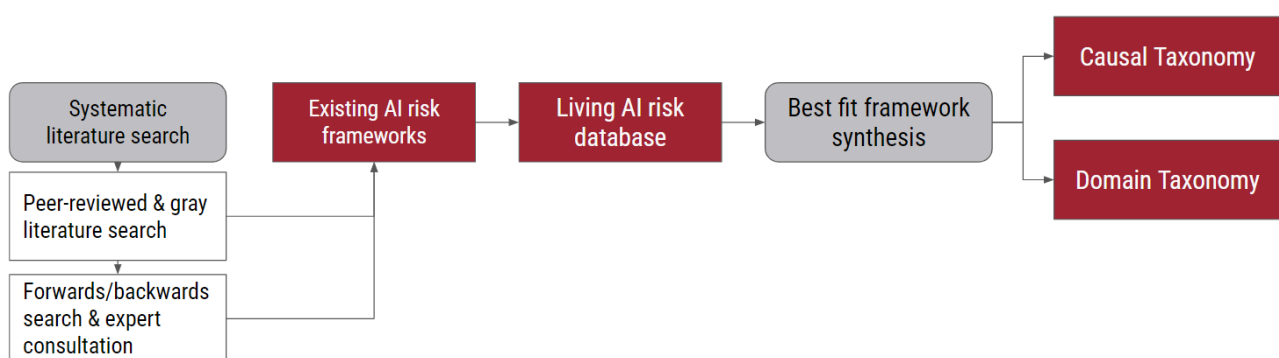 Systematic
literature search
Peer-reviewed & gray
literature search
Forwards/backwards
search & expert
consultation
Existing AI risk
frameworks
Living AI risk
database
Best fit framework
synthesis
Causal Taxonomy
Domain Taxonomy